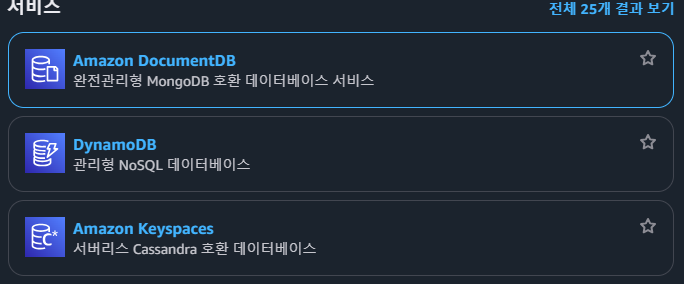 서비스
전체 25개 결과 보기
Amazon DocumentDB
완전관리형 MongoDB 호환 데이터베이스 서비스
DynamoDB
관리형 NoSQL 데이터베이스
Amazon Keyspaces
서버리스 Cassandra 호환 데이터베이스